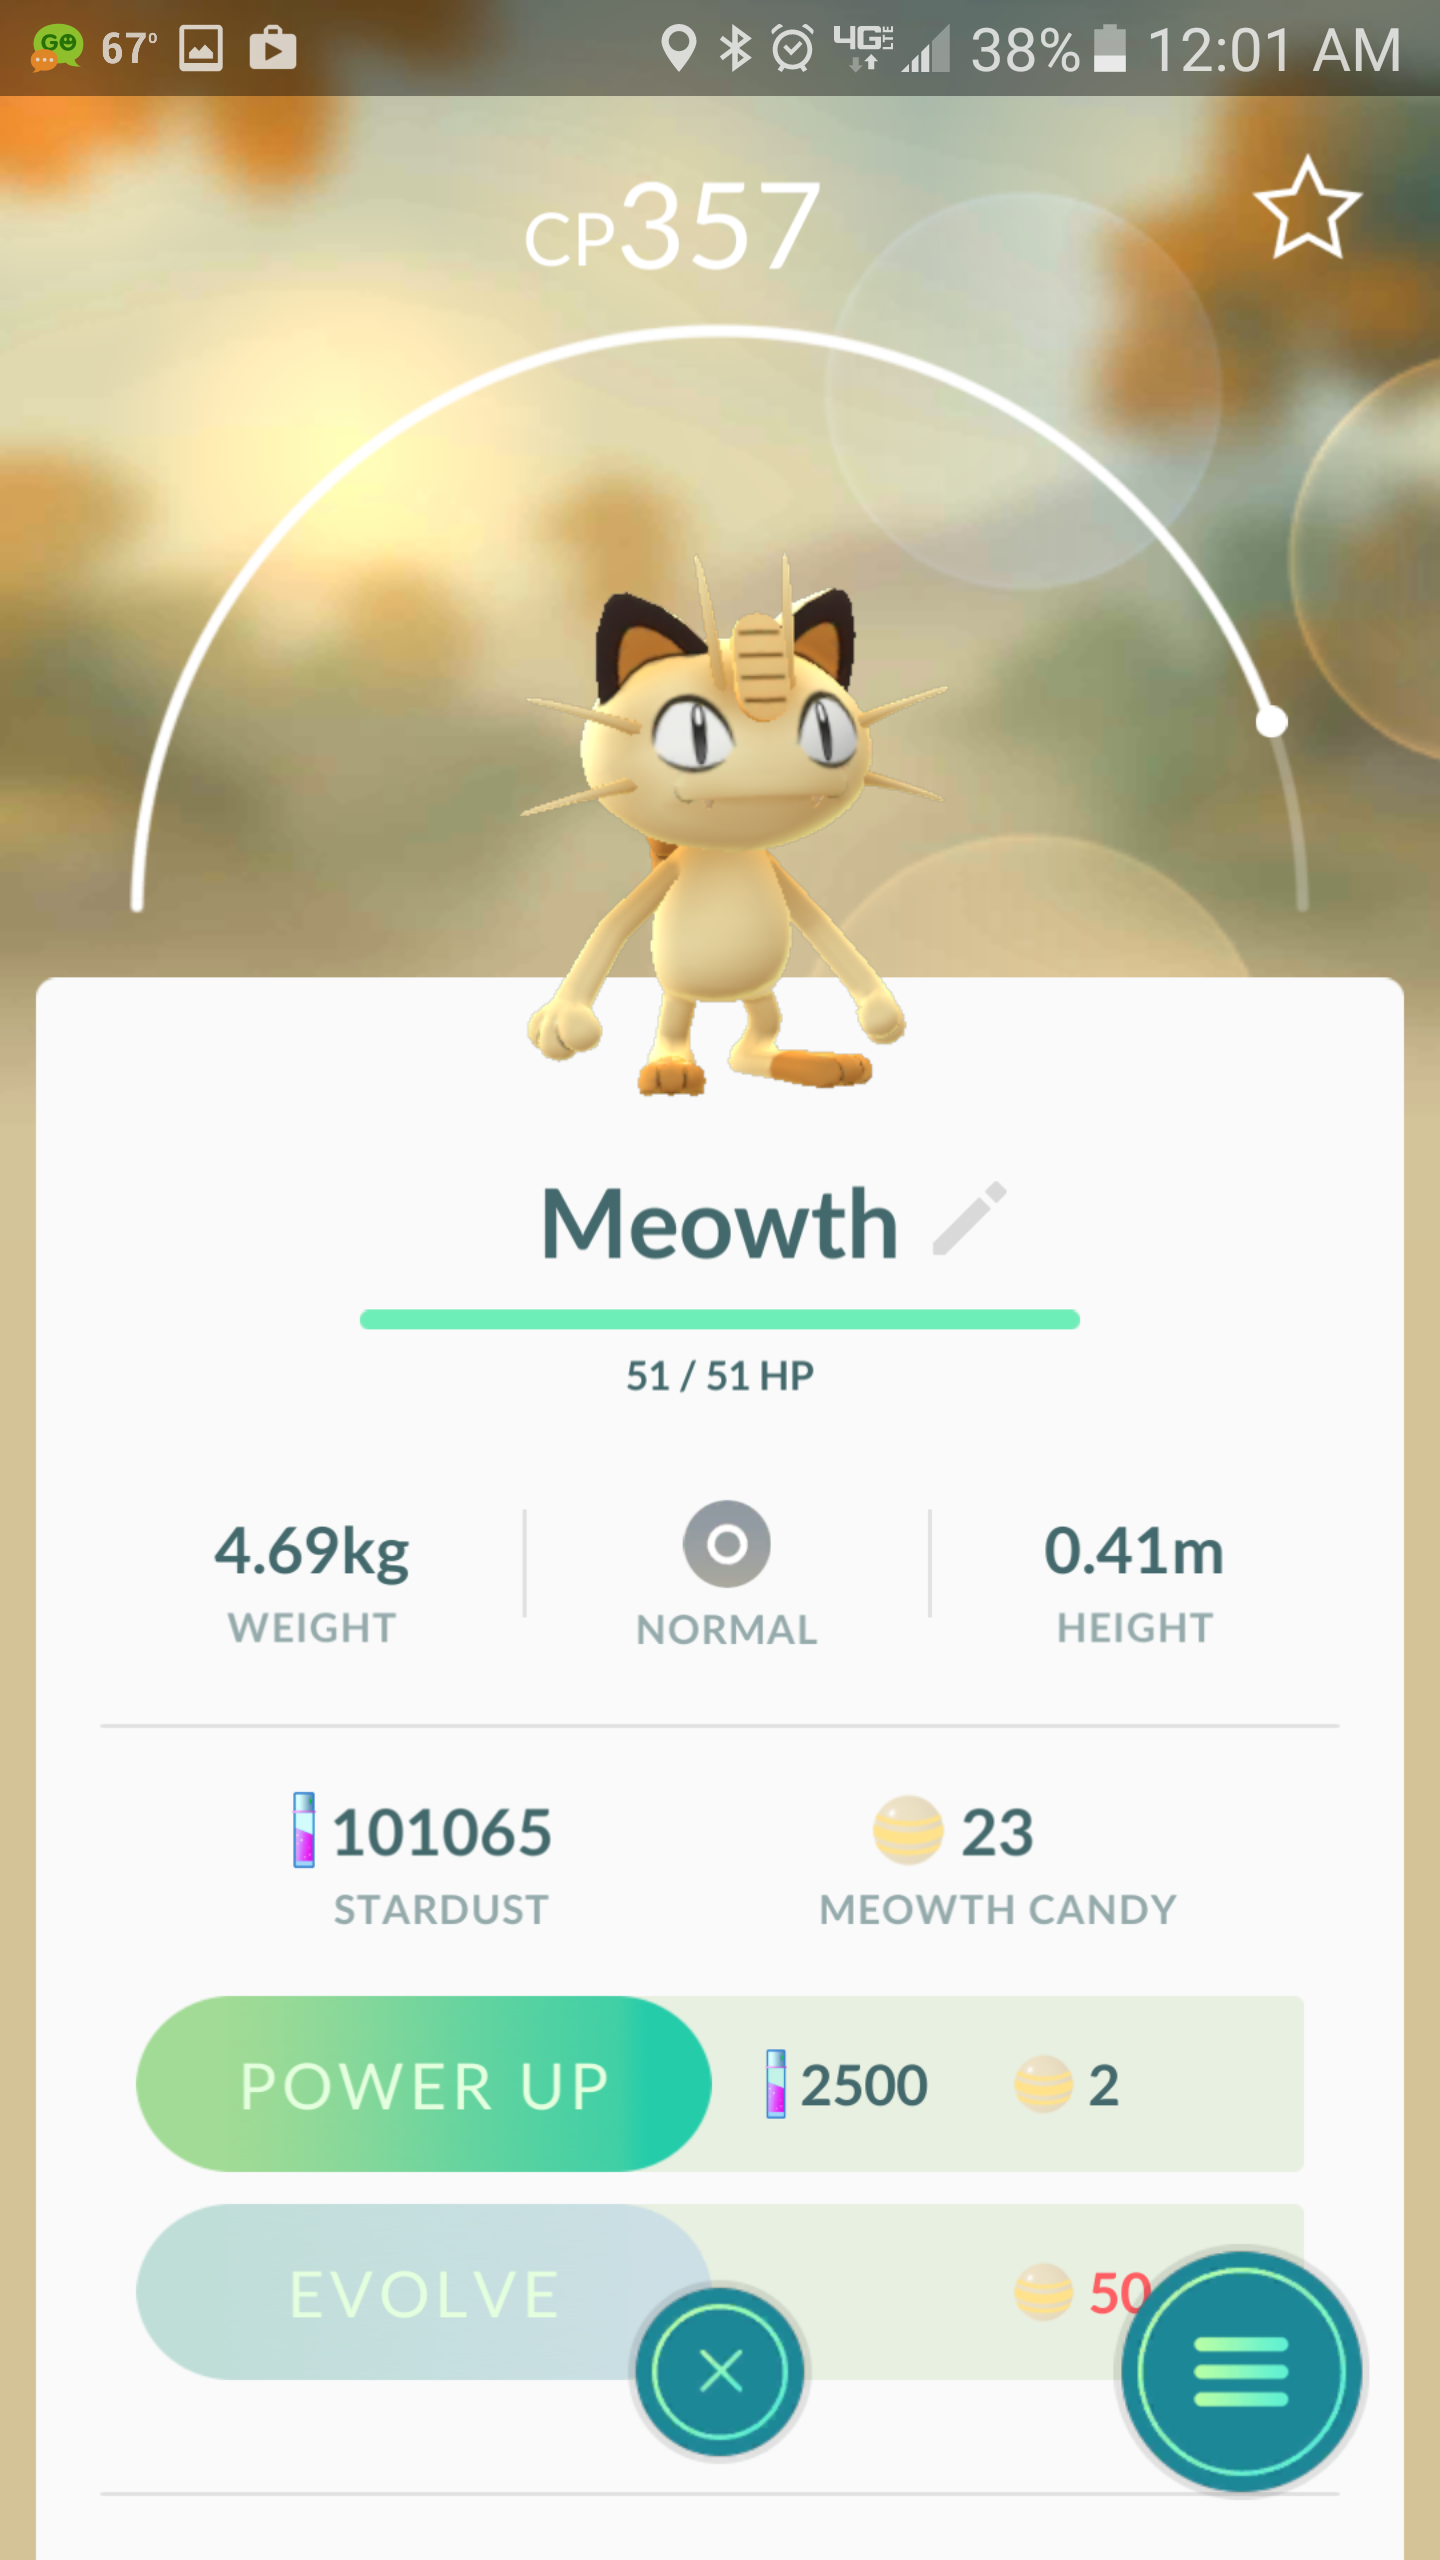 GO 67° 4G LTE 38% 12:01 AM
CP357
Meowth
51 / 51 HP
4.69kg
WEIGHT
NORMAL
0.41m
HEIGHT
101065
STARDUST
23
MEOWTH CANDY
POWER UP 2500 2
EVOLVE 50